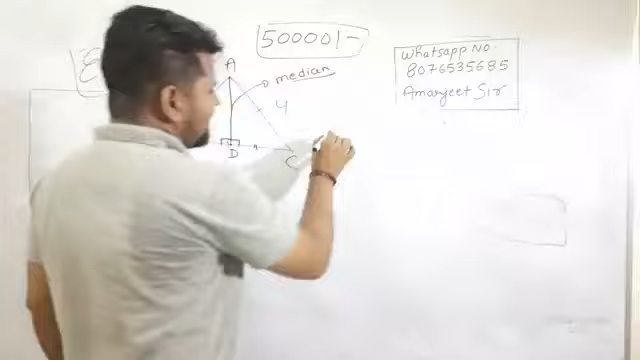 500001-
Whatsapp No.
8076535685
Amarjeet Sir
A
median
4
D
C